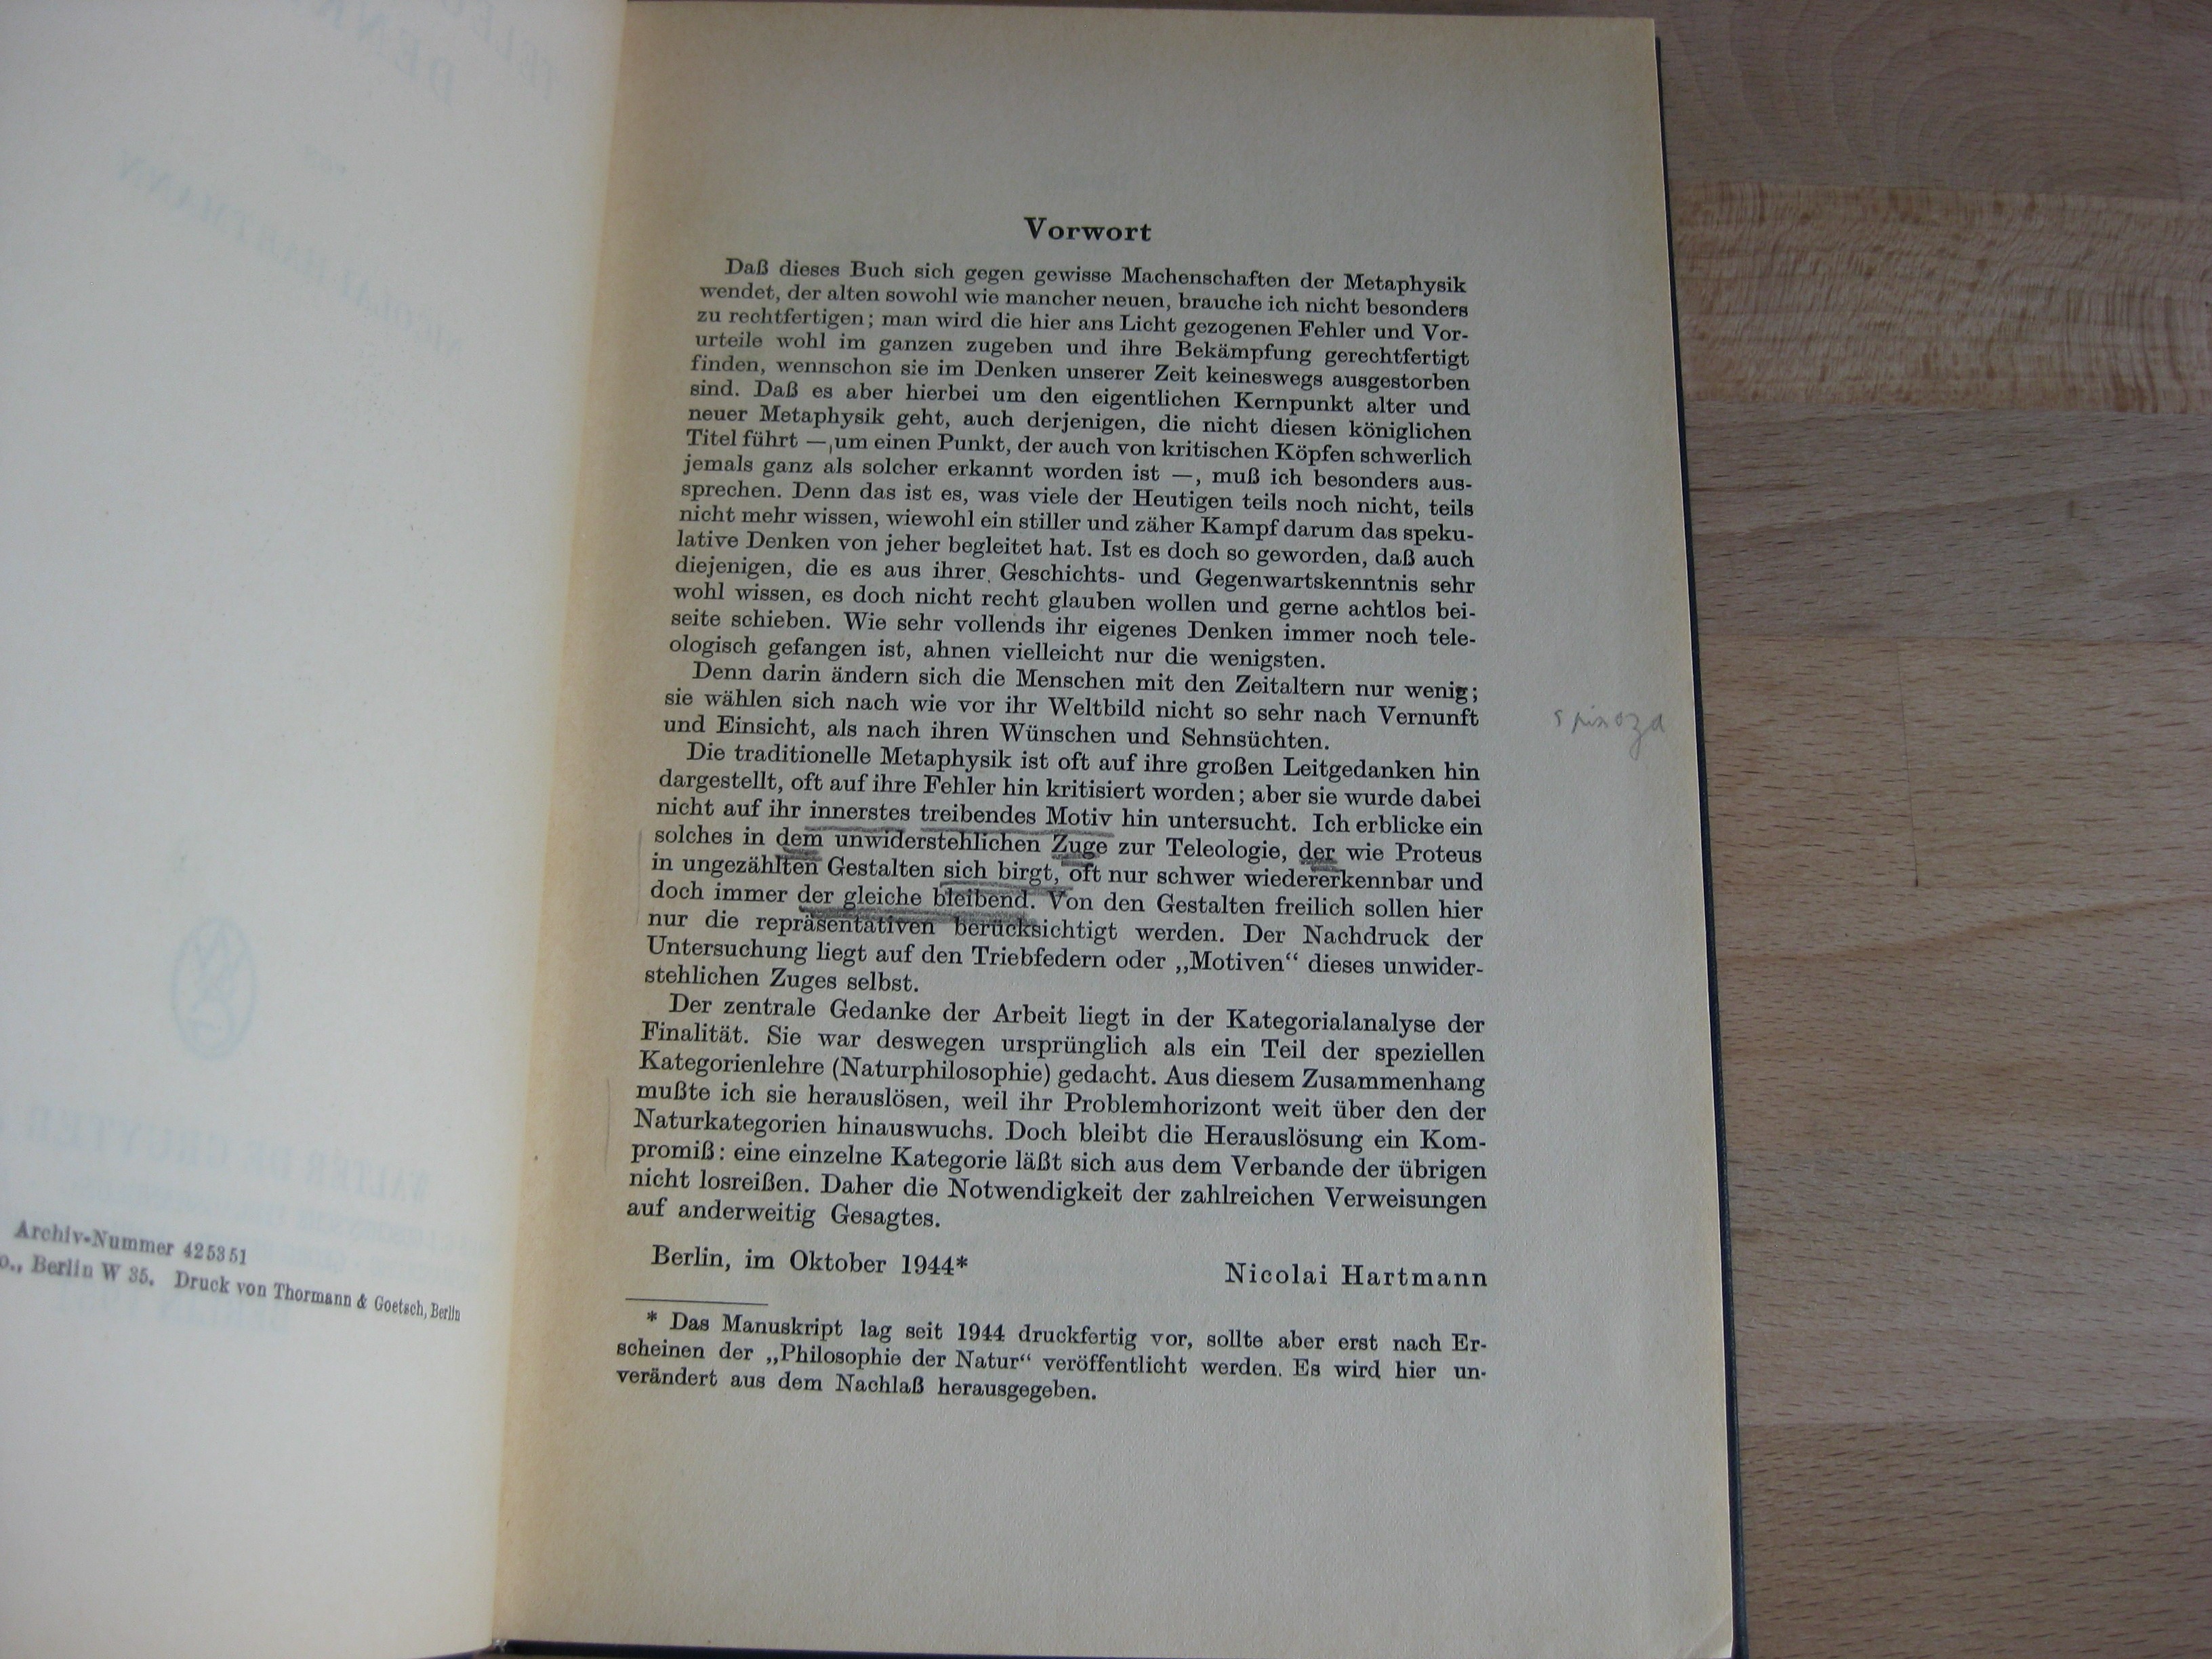 Archiv-Nummer 425351
Berlin W 35. Druck von Thormann & Goetsch, Berlin
Vorwort
Daß dieses Buch sich gegen gewisse Machenschaften der Metaphysik
wendet, der alten sowohl wie mancher neuen, brauche ich nicht besonders
zu rechtfertigen; man wird die hier ans Licht gezogenen Fehler und Vor-
urteile wohl im ganzen zugeben und ihre Bekämpfung gerechtfertigt
finden, wennschon sie im Denken unserer Zeit keineswegs ausgestorben
sind. Daß es aber hierbei um den eigentlichen Kernpunkt alter und
neuer Metaphysik geht, auch derjenigen, die nicht diesen königlichen
Titel führt —, um einen Punkt, der auch von kritischen Köpfen schwerlich
jemals ganz als solcher erkannt worden ist —, muß ich besonders aus-
sprechen. Denn das ist es, was viele der Heutigen teils noch nicht, teils
nicht mehr wissen, wiewohl ein stiller und zäher Kampf darum das speku-
lative Denken von jeher begleitet hat. Ist es doch so geworden, daß auch
diejenigen, die es aus ihrer Geschichts- und Gegenwartskenntnis sehr
wohl wissen, es doch nicht recht glauben wollen und gerne achtlos bei-
seite schieben. Wie sehr vollends ihr eigenes Denken immer noch tele-
ologisch gefangen ist, ahnen vielleicht nur die wenigsten.
Denn darin ändern sich die Menschen mit den Zeitaltern nur wenig;
sie wählen sich nach wie vor ihr Weltbild nicht so sehr nach Vernunft
und Einsicht, als nach ihren Wünschen und Sehnsüchten.
spinoza
Die traditionelle Metaphysik ist oft auf ihre großen Leitgedanken hin
dargestellt, oft auf ihre Fehler hin kritisiert worden; aber sie wurde dabei
nicht auf ihr innerstes treibendes Motiv hin untersucht. Ich erblicke ein
solches in dem unwiderstehlichen Zuge zur Teleologie, der wie Proteus
in ungezählten Gestalten sich birgt, oft nur schwer wiedererkennbar und
doch immer der gleiche bleibend. Von den Gestalten freilich sollen hier
nur die repräsentativen berücksichtigt werden. Der Nachdruck der
Untersuchung liegt auf den Triebfedern oder „Motiven“ dieses unwider-
stehlichen Zuges selbst.
Der zentrale Gedanke der Arbeit liegt in der Kategorialanalyse der
Finalität. Sie war deswegen ursprünglich als ein Teil der speziellen
Kategorienlehre (Naturphilosophie) gedacht. Aus diesem Zusammenhang
mußte ich sie herauslösen, weil ihr Problemhorizont weit über den der
Naturkategorien hinauswuchs. Doch bleibt die Herauslösung ein Kom-
promiß: eine einzelne Kategorie läßt sich aus dem Verbande der übrigen
nicht losreißen. Daher die Notwendigkeit der zahlreichen Verweisungen
auf anderweitig Gesagtes.
Berlin, im Oktober 1944*
Nicolai Hartmann
* Das Manuskript lag seit 1944 druckfertig vor, sollte aber erst nach Er-
scheinen der „Philosophie der Natur“ veröffentlicht werden. Es wird hier un-
verändert aus dem Nachlaß herausgegeben.